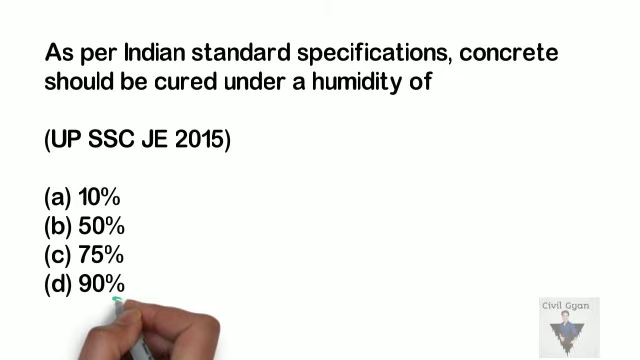 As per Indian standard specifications, concrete
should be cured under a humidity of
(UP SSC JE 2015)
(a) 10%
(b) 50%
(c) 75%
(d) 90%
Civil Gyan